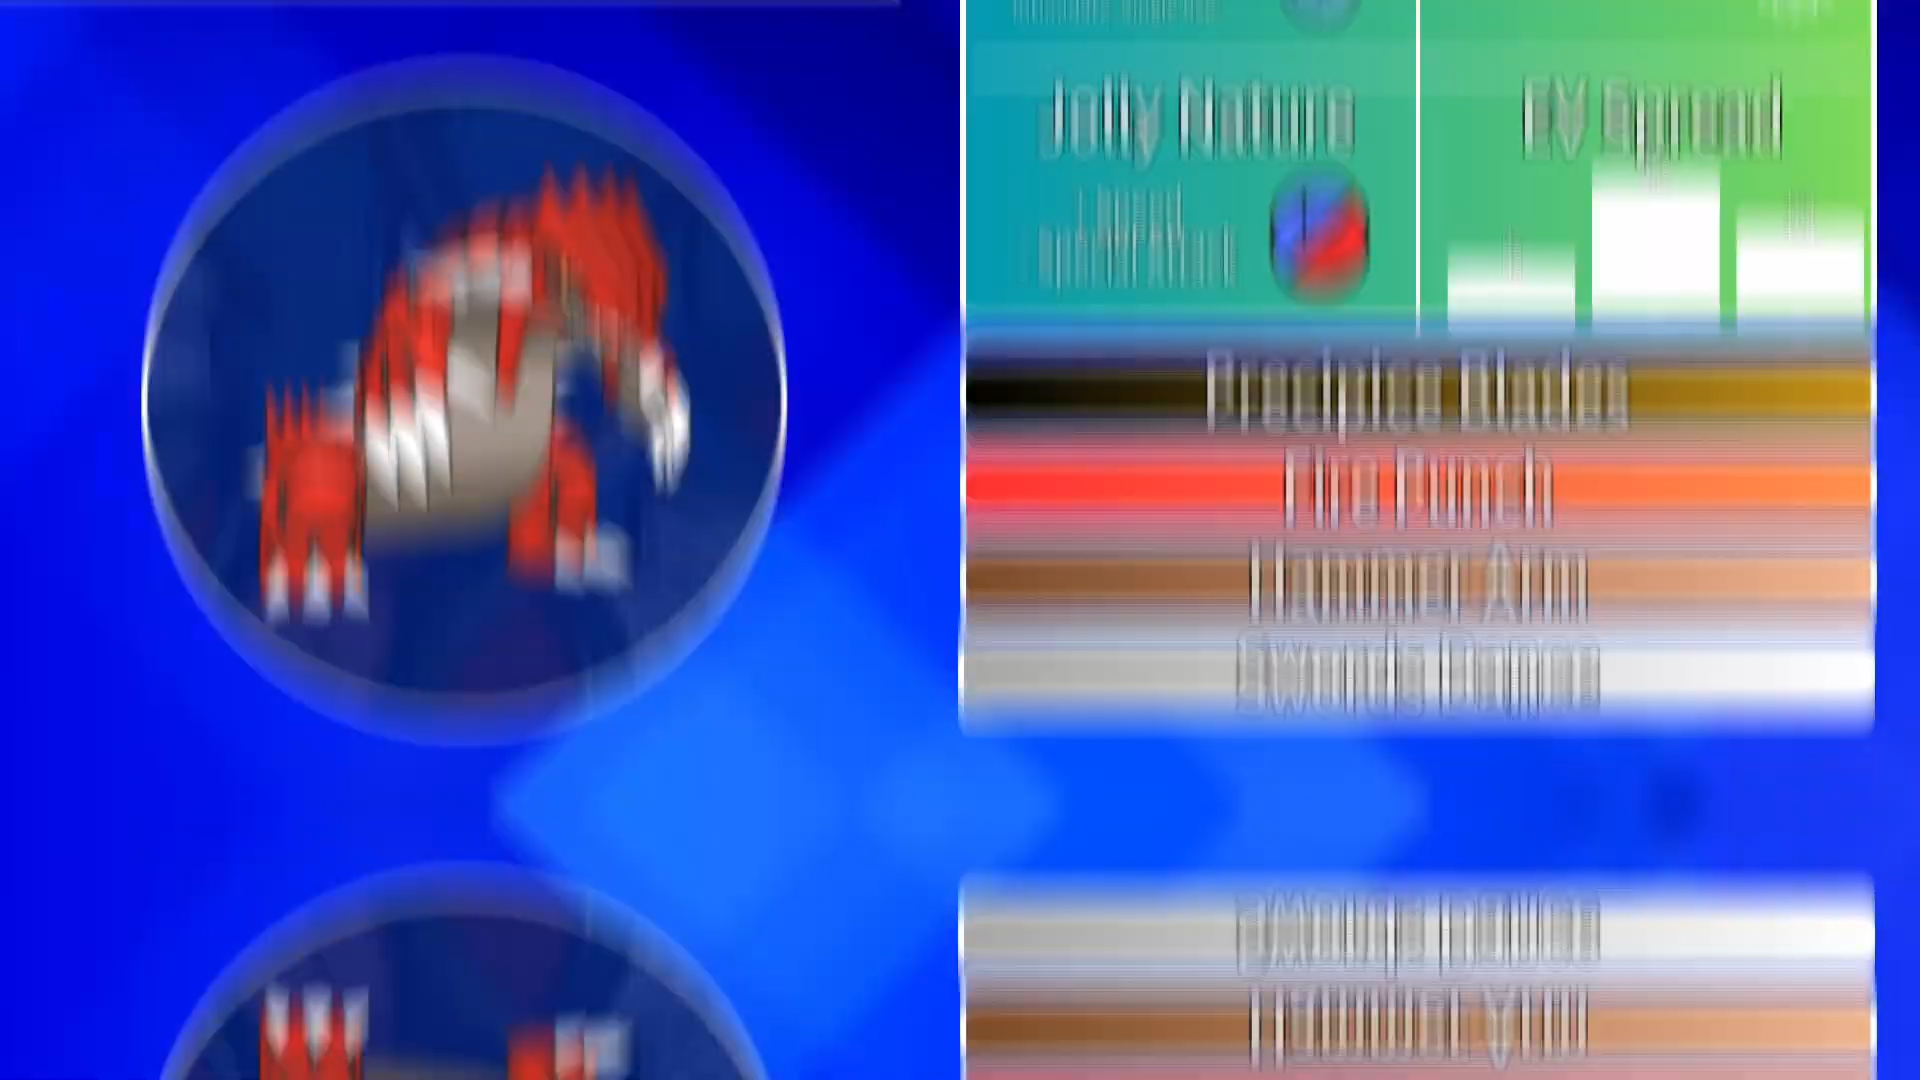 Jolly Nature
EV Spread
Precipice Blades
Fire Punch
Hammer Arm
Swords Dance
Swords Dance
Hammer Arm